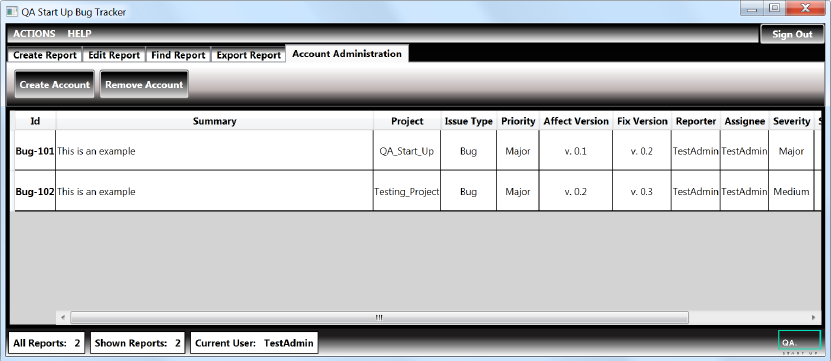 QA Start Up Bug Tracker
ACTIONS HELP Sign Out
Create Report Edit Report Find Report Export Report Account Administration
Create Account Remove Account
Id Summary Project Issue Type Priority Affect Version Fix Version Reporter Assignee Severity S
Bug-101 This is an example QA_Start_Up Bug Major v. 0.1 v. 0.2 TestAdmin TestAdmin Major
Bug-102 This is an example Testing_Project Bug Major v. 0.2 v. 0.3 TestAdmin TestAdmin Medium
All Reports: 2 Shown Reports: 2 Current User: TestAdmin QA.
START UP